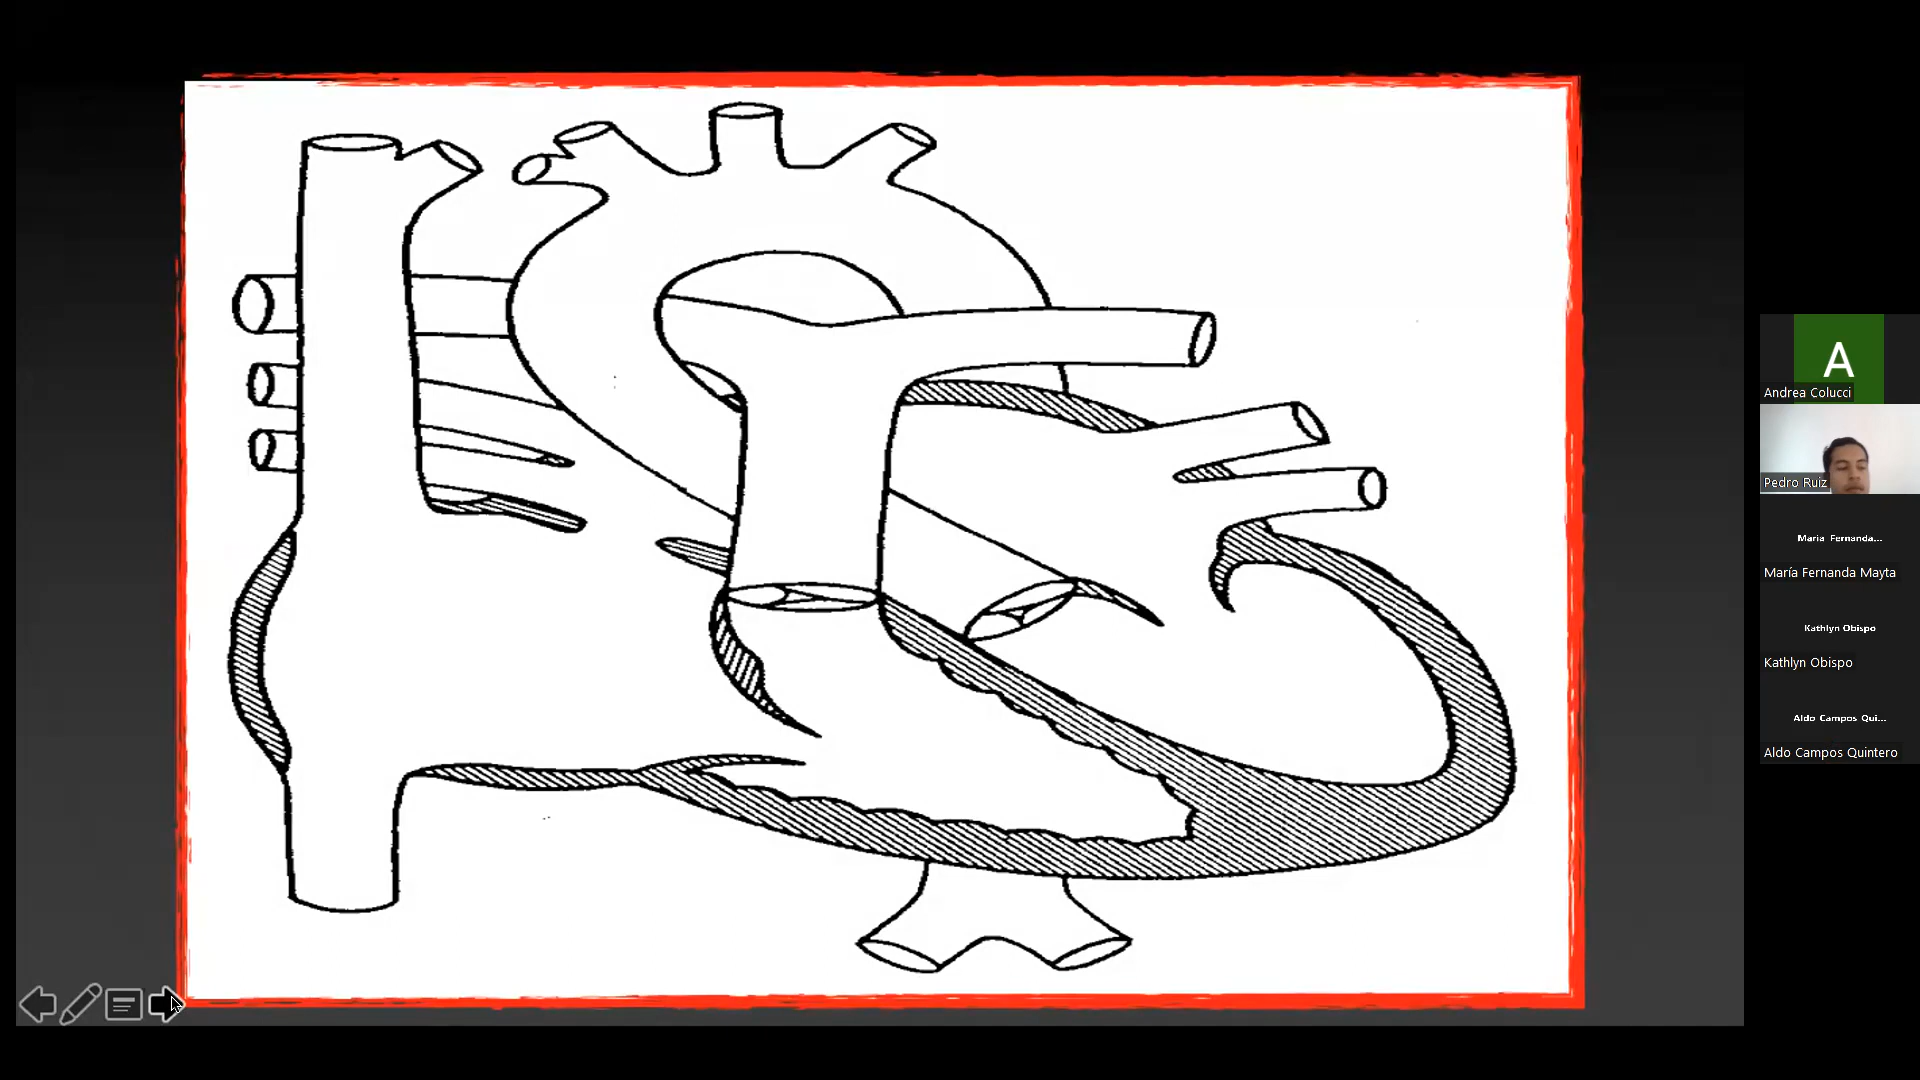 A
Andrea Colucci
Pedro Ruiz
Maria Fernanda...
María Fernanda Mayta
Kathlyn Obispo
Kathlyn Obispo
Aldo Campos Qui...
Aldo Campos Quintero